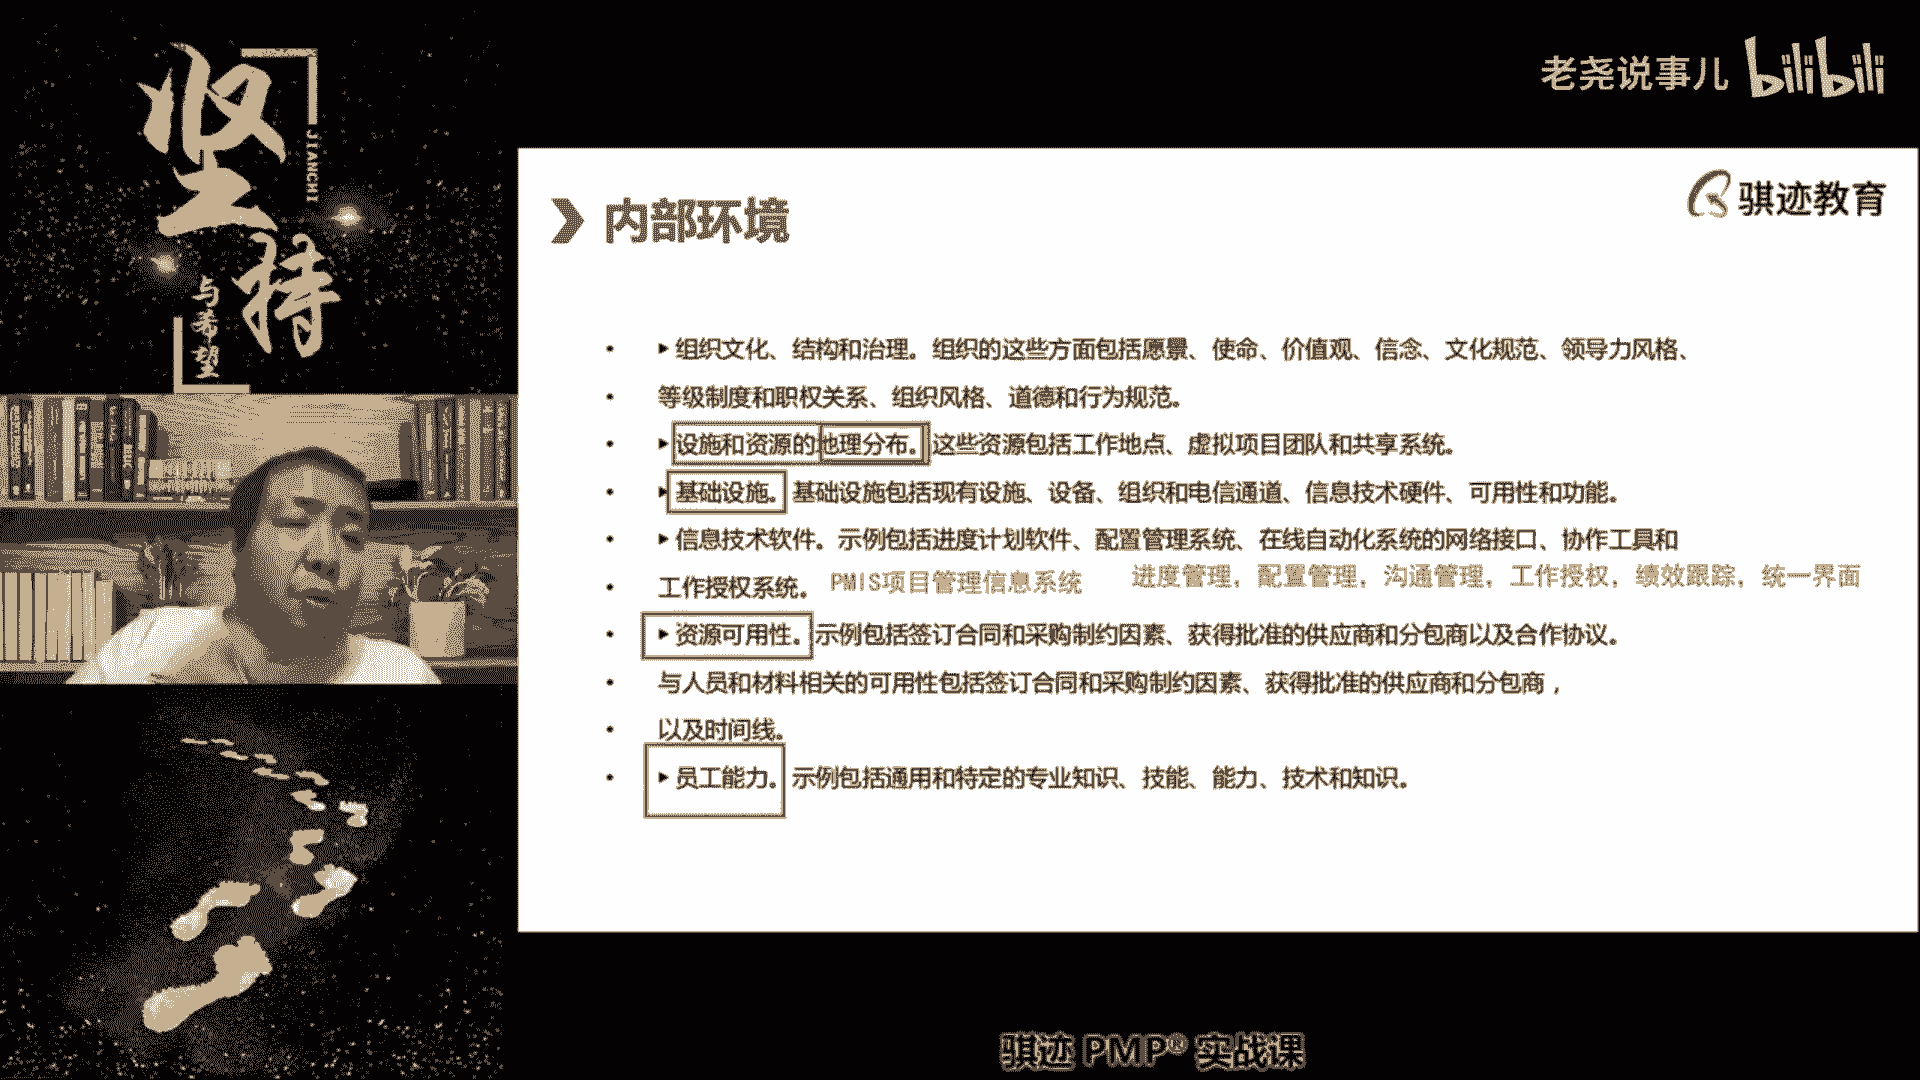 坚持
JIANCHI
与希望
老尧说事儿 bilibili
骐迹教育
内部环境
组织文化、结构和治理。组织的这些方面包括愿景、使命、价值观、信念、文化规范、领导力风格、
等级制度和职权关系、组织风格、道德和行为规范。
设施和资源的地理分布。这些资源包括工作地点、虚拟项目团队和共享系统。
基础设施。基础设施包括现有设施、设备、组织和电信通道、信息技术硬件、可用性和功能。
信息技术软件。示例包括进度计划软件、配置管理系统、在线自动化系统的网络接口、协作工具和
工作授权系统。 PMIS项目管理信息系统 进度管理，配置管理，沟通管理，工作授权，绩效跟踪，统一界面
资源可用性。示例包括签订合同和采购制约因素、获得批准的供应商和分包商以及合作协议。
与人员和材料相关的可用性包括签订合同和采购制约因素、获得批准的供应商和分包商，
以及时间线。
员工能力。示例包括通用和特定的专业知识、技能、能力、技术和知识。
骐迹 PMP® 实战课